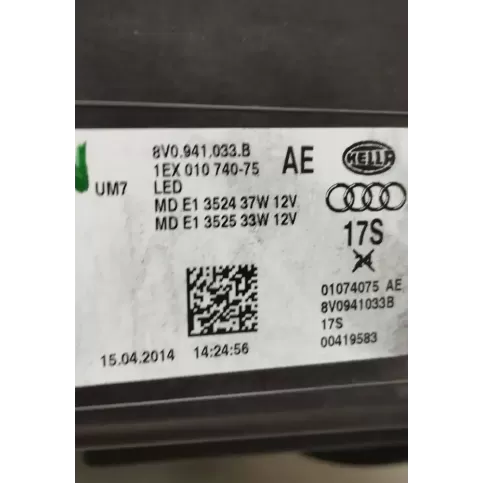 8V0.941.033.B
1EX 010 740-75
AE
HELLA
UM7
LED
MD E1 3524 37W 12V
MD E1 3525 33W 12V
17S
24
01074075 AE
8V0941033B
17S
00419583
15.04.2014 14:24:56